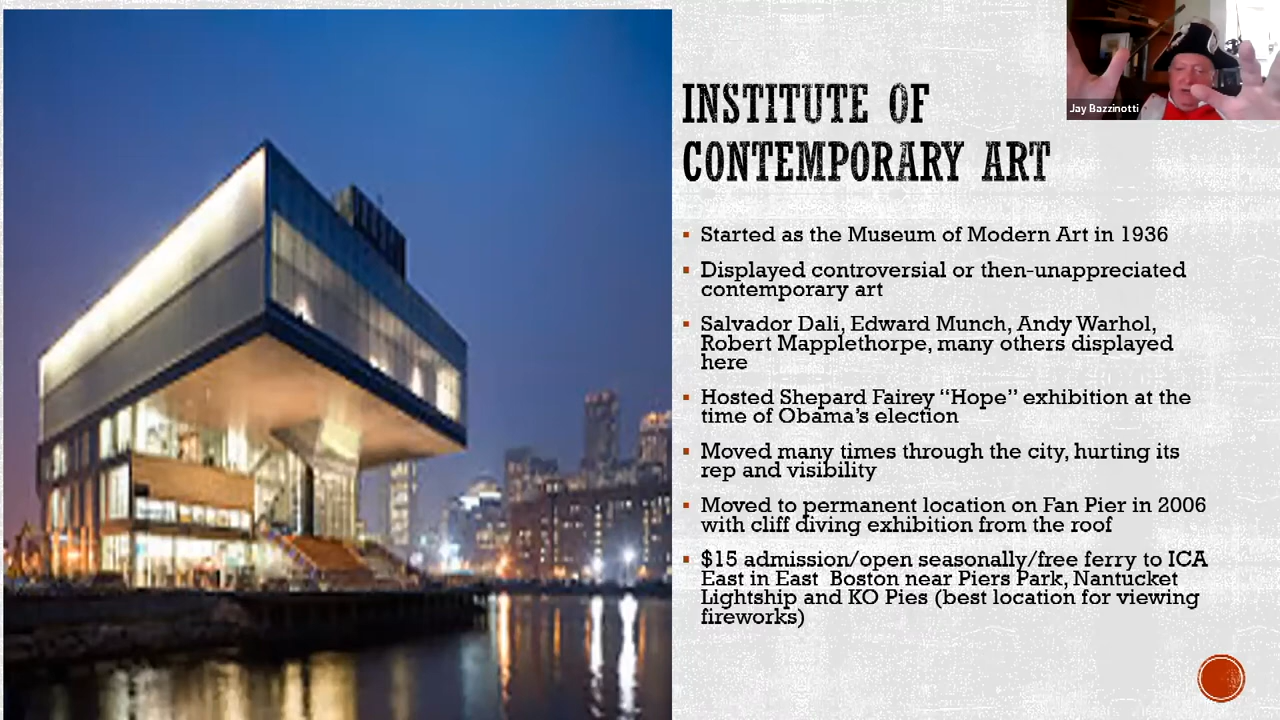 INSTITUTE OF
CONTEMPORARY ART
Jay Bazzinotti
▪ Started as the Museum of Modern Art in 1936
▪ Displayed controversial or then-unappreciated
contemporary art
▪ Salvador Dali, Edward Munch, Andy Warhol,
Robert Mapplethorpe, many others displayed
here
▪ Hosted Shepard Fairey “Hope” exhibition at the
time of Obama’s election
▪ Moved many times through the city, hurting its
rep and visibility
▪ Moved to permanent location on Fan Pier in 2006
with cliff diving exhibition from the roof
▪ $15 admission/open seasonally/free ferry to ICA
East in East  Boston near Piers Park, Nantucket
Lightship and KO Pies (best location for viewing
fireworks)